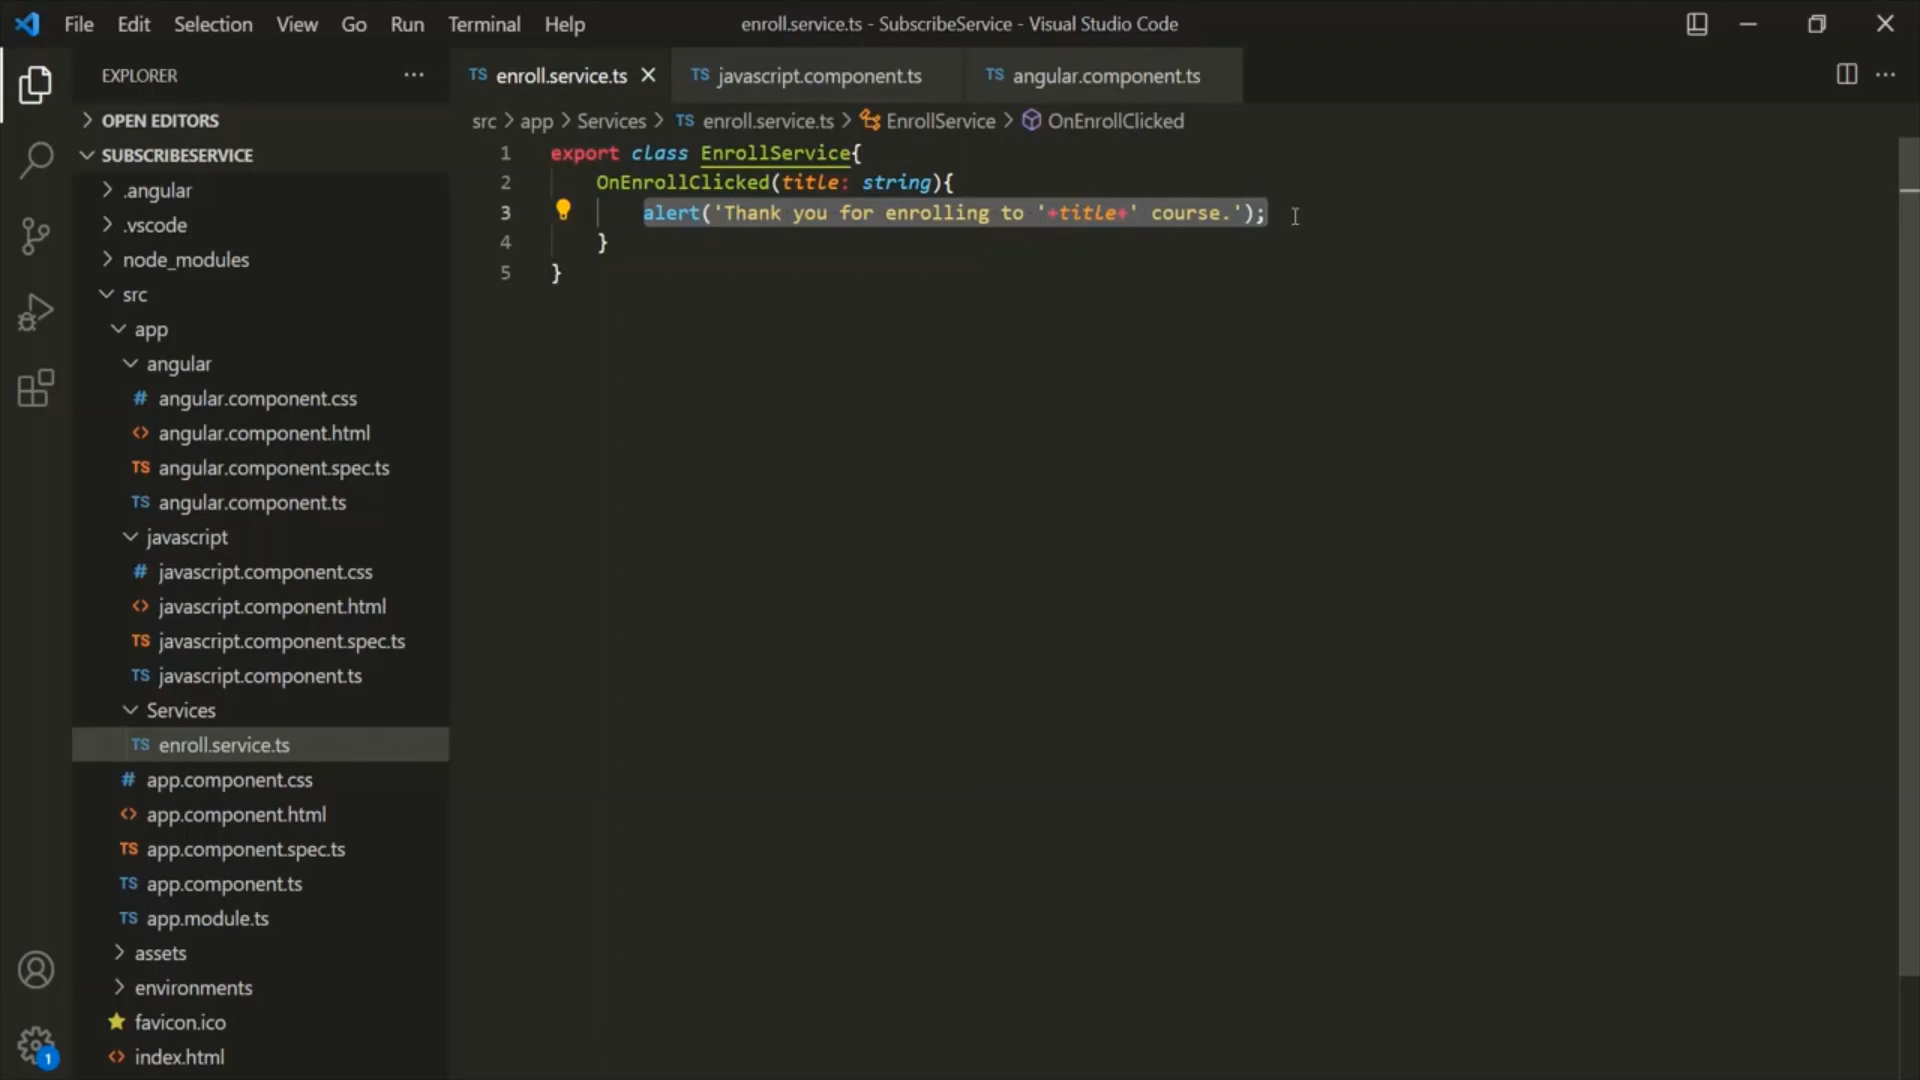 File Edit Selection View Go Run Terminal Help enroll.service.ts - SubscribeService - Visual Studio Code
EXPLORER ···
TS enroll.service.ts TS javascript.component.ts TS angular.component.ts ···
OPEN EDITORS
src > app > Services > TS enroll.service.ts > EnrollService > OnEnrollClicked
SUBSCRIBESERVICE
.angular
.vscode
node_modules
src
app
angular
# angular.component.css
<> angular.component.html
TS angular.component.spec.ts
TS angular.component.ts
javascript
# javascript.component.css
<> javascript.component.html
TS javascript.component.spec.ts
TS javascript.component.ts
Services
TS enroll.service.ts
# app.component.css
<> app.component.html
TS app.component.spec.ts
TS app.component.ts
TS app.module.ts
assets
environments
favicon.ico
<> index.html
1
1 export class EnrollService{
2 OnEnrollClicked(title: string){
3 alert('Thank you for enrolling to '+title+' course.');
4 }
5 }